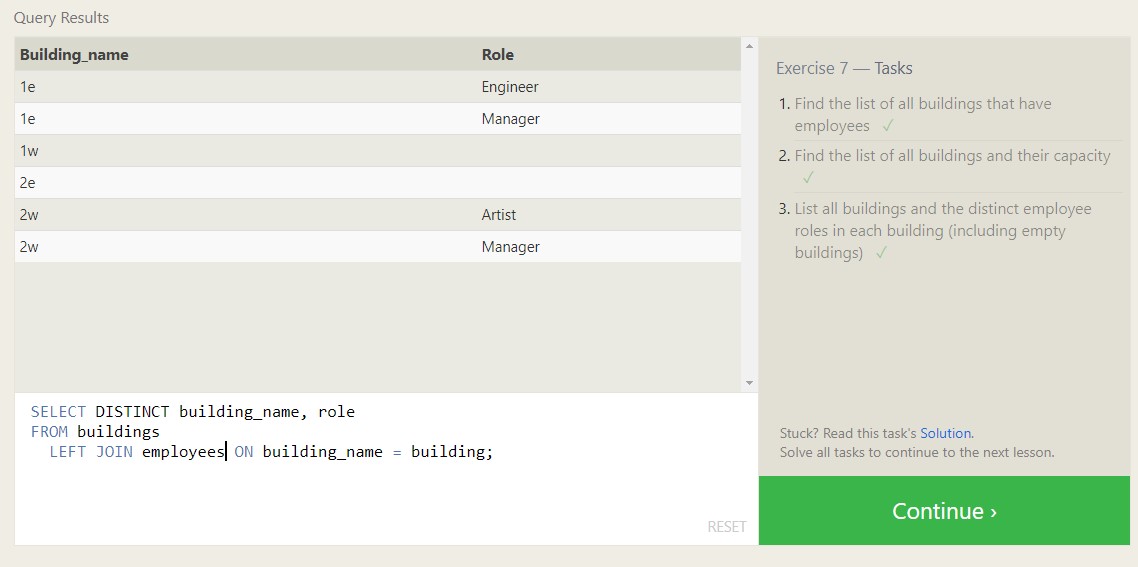 Query Results
Building_name Role
1e Engineer
1e Manager
1w
2e
2w Artist
2w Manager
SELECT DISTINCT building_name, role
FROM buildings
LEFT JOIN employees ON building_name = building;
RESET
Exercise 7 — Tasks
1. Find the list of all buildings that have
employees ✓
2. Find the list of all buildings and their capacity
✓
3. List all buildings and the distinct employee
roles in each building (including empty
buildings) ✓
Stuck? Read this task's Solution.
Solve all tasks to continue to the next lesson.
Continue ›